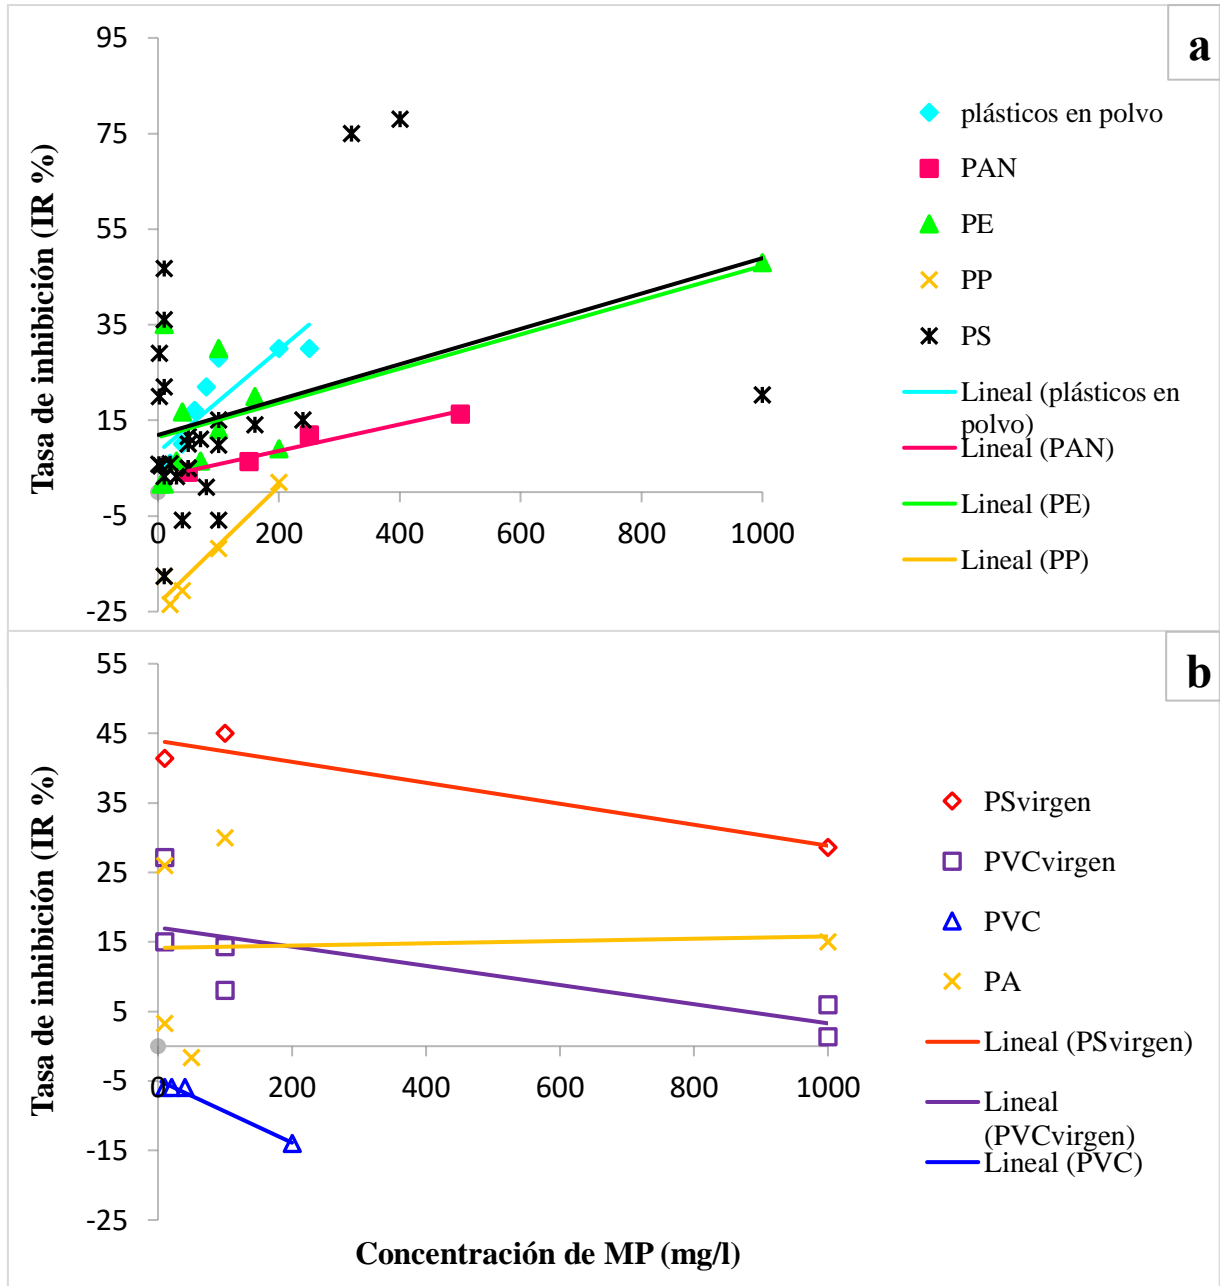 a
Tasa de inhibición (IR %)
95
75
55
35
15
-5
-25
0
200
400
600
800
1000
plásticos en polvo
PAN
PE
PP
PS
Lineal (plásticos en
polvo)
Lineal (PAN)
Lineal (PE)
Lineal (PP)
b
Tasa de inhibición (IR %)
55
45
35
25
15
5
-5
-15
-25
0
200
400
600
800
1000
Concentración de MP (mg/l)
PSvirgen
PVCvirgen
PVC
PA
Lineal (PSvirgen)
Lineal
(PVCvirgen)
Lineal (PVC)